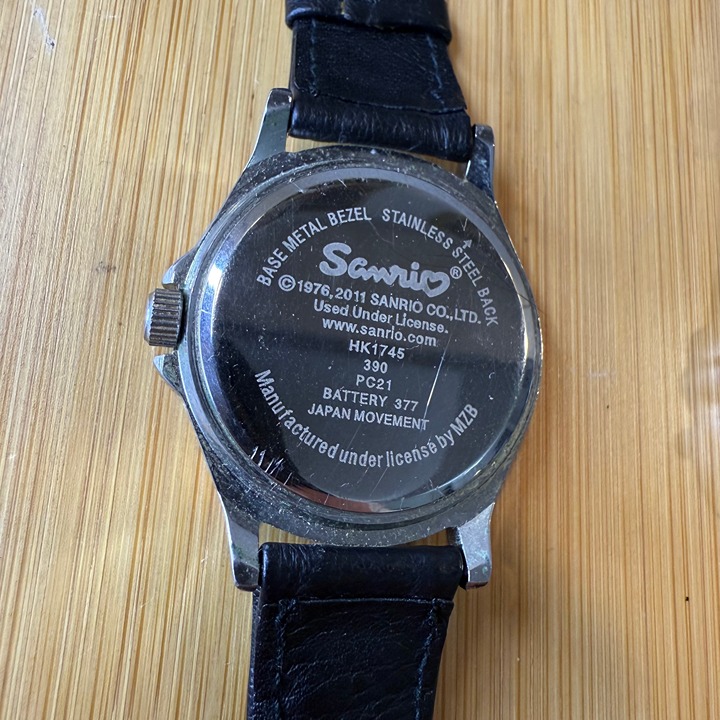 BASE METAL BEZEL STAINLESS STEEL BACK
Sanrio®
©1976, 2011 SANRIO CO., LTD.
Used Under License.
www.sanrio.com
HK1745
390
PC21
BATTERY 377
JAPAN MOVEMENT
Manufactured under license by MZB